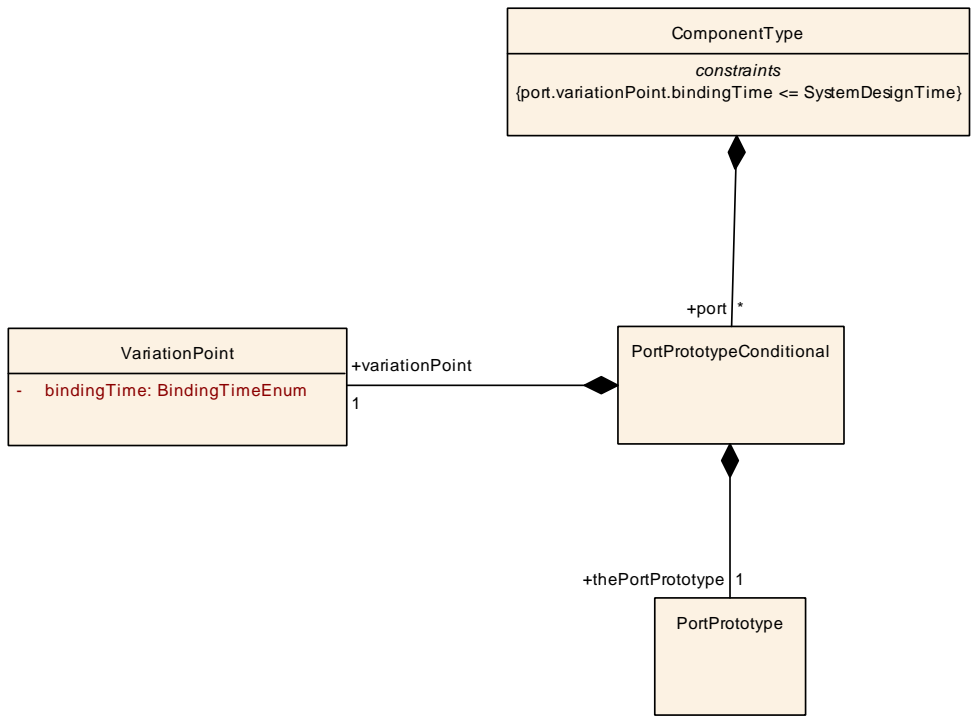 ComponentType
constraints
{port.variationPoint.bindingTime <= SystemDesignTime}
+port *
VariationPoint
- bindingTime: BindingTimeEnum
+variationPoint
1
PortPrototypeConditional
+thePortPrototype 1
PortPrototype